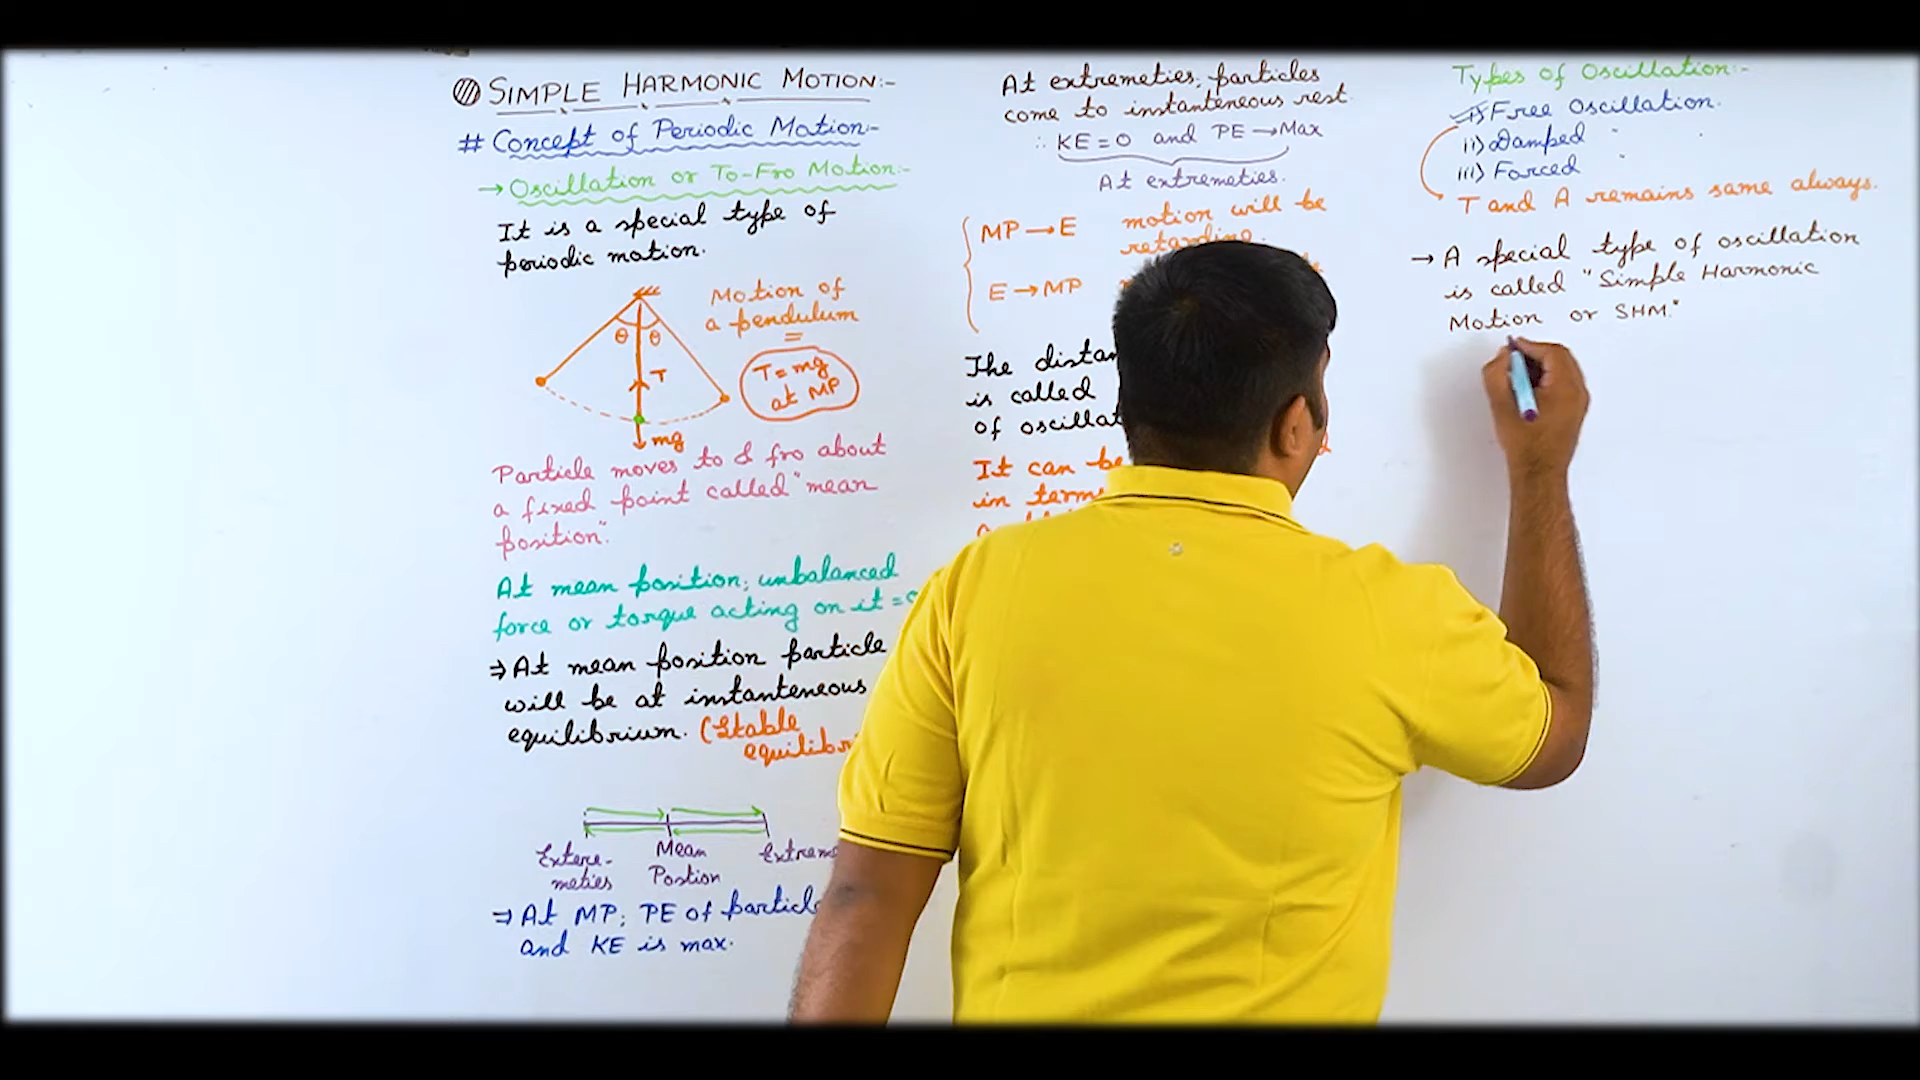 SIMPLE HARMONIC MOTION:-
# Concept of Periodic Motion:-
→ Oscillation or To-Fro Motion:-
It is a special type of
periodic motion.
θ θ
Motion of
a pendulum
T
T = mg
at MP
mg
Particle moves to & fro about
a fixed point called "mean
position".
At mean position; unbalanced
force or torque acting on it =
⇒ At mean position particle
will be at instanteneous
equilibrium. (Stable
Extere-
meties
Mean
Postion
⇒ At MP; PE of
and KE is max.
At extremeties; particles
come to instanteneous rest.
∴ KE = 0 and PE → Max
At extremeties.
MP → E motion will be
retarding.
E → MP
The
is called
of
It can be
in terms
Types of Oscillation:-
i) Free Oscillation.
ii) Damped "
iii) Forced "
T and A remains same always.
→ A special type of oscillation
is called "Simple Harmonic
Motion or SHM."